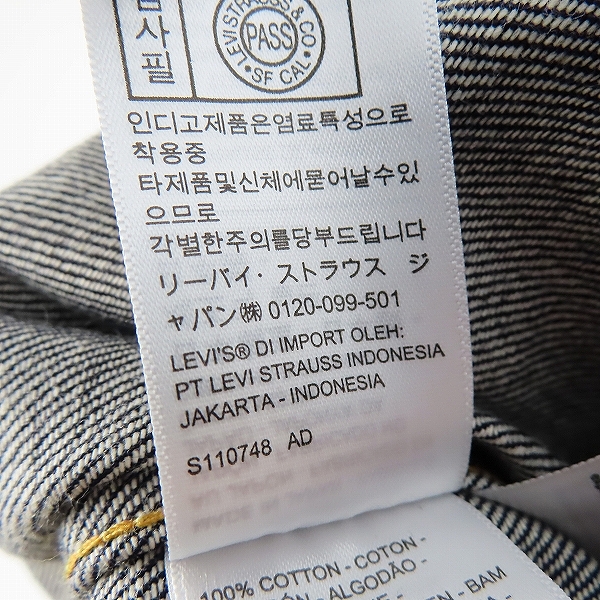 사필
LEVI STRAUSS & CO
PASS
SF CAL
인디고제품은염료특성으로
착용중
타제품및신체에묻어날수있
으므로
각별한주의를당부드립니다
リーバイ・ストラウス ジ
ャパン㈱ 0120-099-501
LEVI'S® DI IMPORT OLEH:
PT LEVI STRAUSS INDONESIA
JAKARTA - INDONESIA
S110748 AD
100% COTTON - COTON -
ALGODÃO -
- BAM